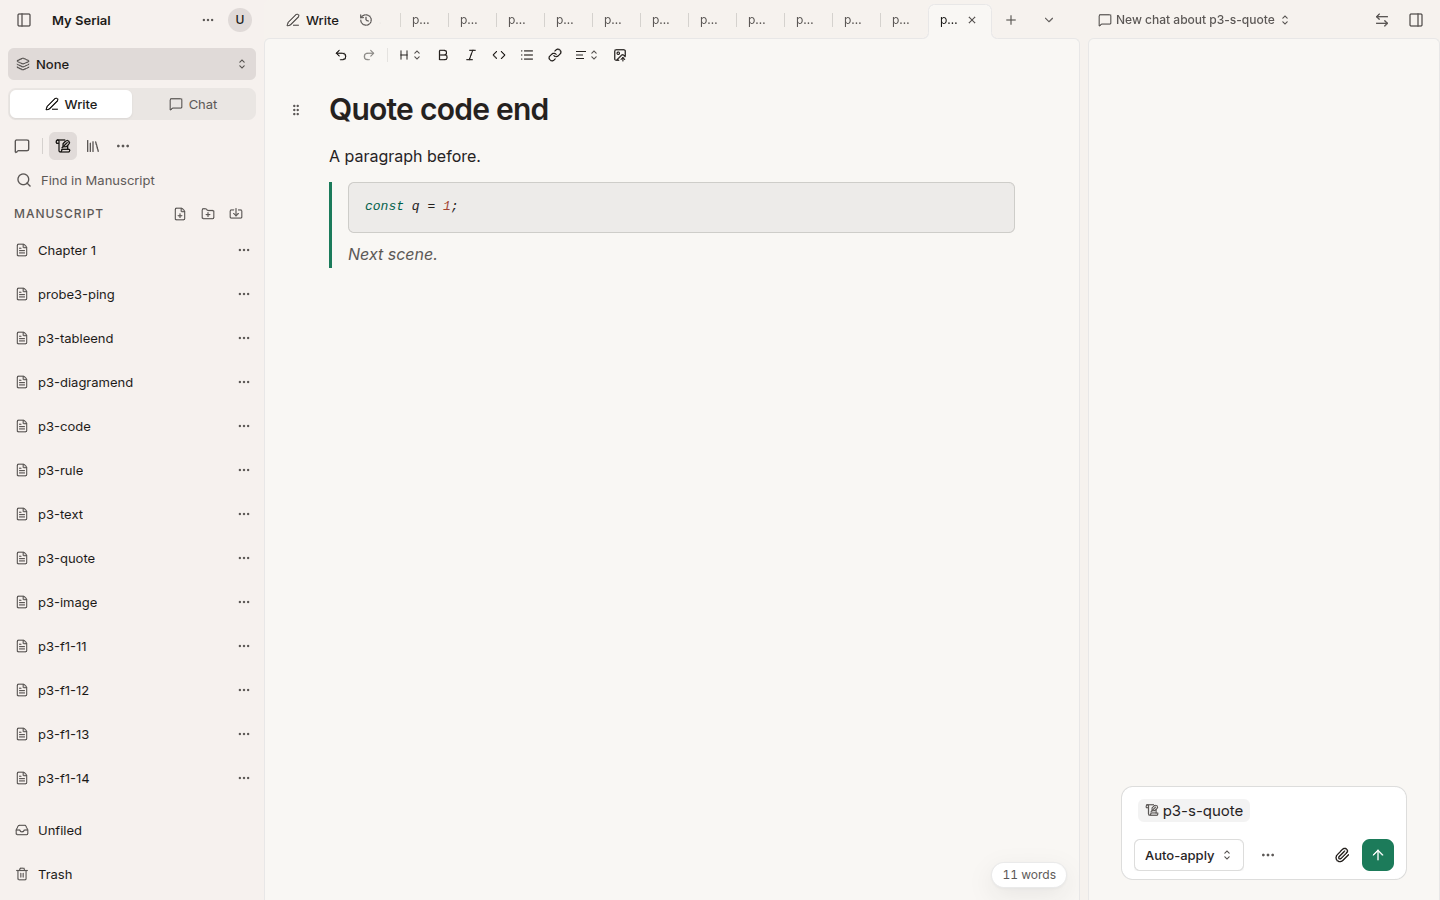 My Serial
U
None
Write
Chat
Find in Manuscript
MANUSCRIPT
Chapter 1
probe3-ping
p3-tableend
p3-diagramend
p3-code
p3-rule
p3-text
p3-quote
p3-image
p3-f1-11
p3-f1-12
p3-f1-13
p3-f1-14
Unfiled
Trash
Write
p...
p...
p...
p...
p...
p...
p...
p...
p...
p...
p...
p...
H
B
I
Quote code end
A paragraph before.
const q = 1;
Next scene.
11 words
New chat about p3-s-quote
p3-s-quote
Auto-apply